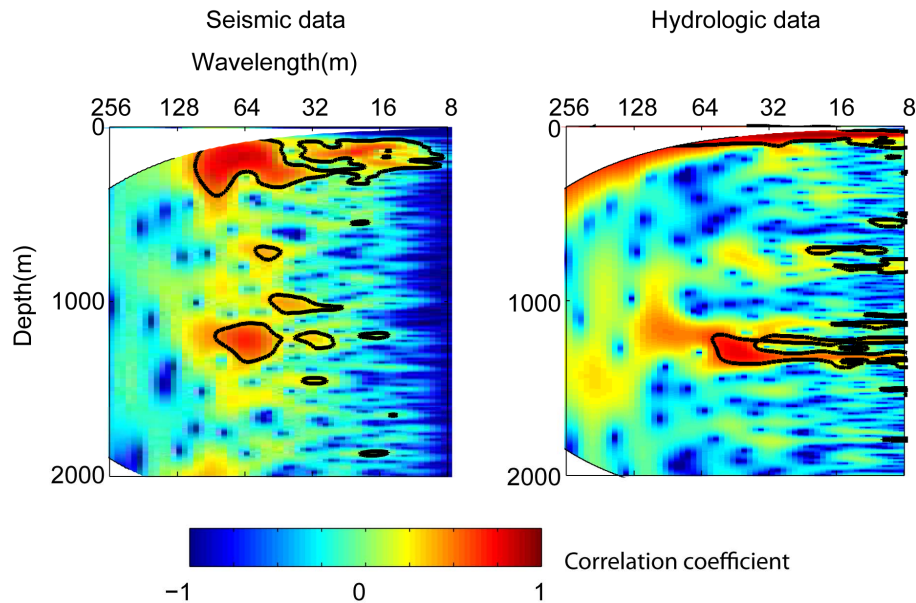 Seismic data
Hydrologic data
Wavelength(m)
256 128 64 32 16 8
256 128 64 32 16 8
0
0
Depth(m)
1000
1000
2000
2000
Correlation coefficient
−1 0 1